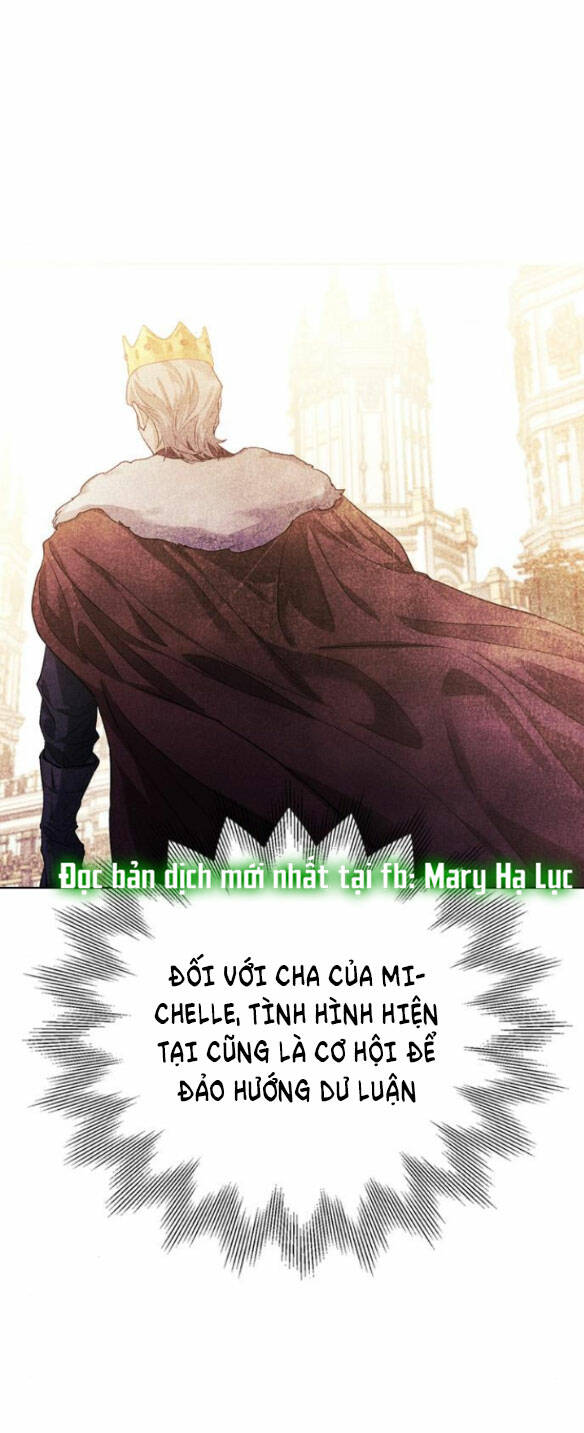 Đọc bản dịch mới nhất tại fb: Mary Hạ Lục
ĐỐI VỚI CHA CỦA MI-
CHELLE, TÌNH HÌNH HIỆN
TẠI CŨNG LÀ CƠ HỘI ĐỂ
ĐẢO HƯỚNG DƯ LUẬN